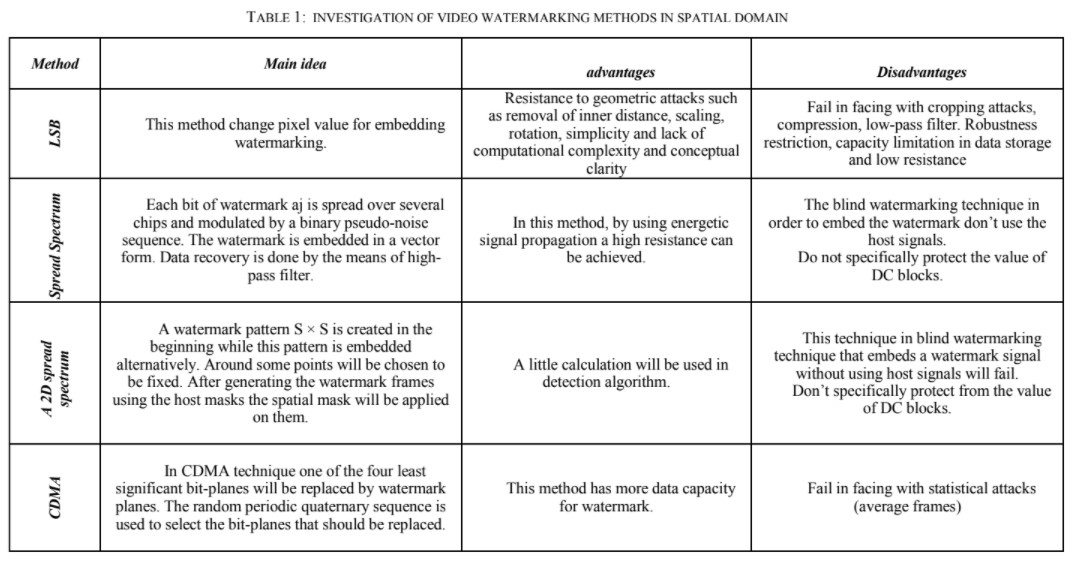 TABLE 1: INVESTIGATION OF VIDEO WATERMARKING METHODS IN SPATIAL DOMAIN
Method
Main idea
advantages
Disadvantages
LSB
This method change pixel value for embedding
watermarking.
Resistance to geometric attacks such
as removal of inner distance, scaling,
rotation, simplicity and lack of
computational complexity and conceptual
clarity
Fail in facing with cropping attacks,
compression, low-pass filter. Robustness
restriction, capacity limitation in data storage
and low resistance
Spread Spectrum
Each bit of watermark aj is spread over several
chips and modulated by a binary pseudo-noise
sequence. The watermark is embedded in a vector
form. Data recovery is done by the means of high-
pass filter.
In this method, by using energetic
signal propagation a high resistance can
be achieved.
The blind watermarking technique in
order to embed the watermark don't use the
host signals.
Do not specifically protect the value of
DC blocks.
A 2D spread
spectrum
A watermark pattern S × S is created in the
beginning while this pattern is embedded
alternatively. Around some points will be chosen to
be fixed. After generating the watermark frames
using the host masks the spatial mask will be applied
on them.
A little calculation will be used in
detection algorithm.
This technique in blind watermarking
technique that embeds a watermark signal
without using host signals will fail.
Don't specifically protect from the value
of DC blocks.
CDMA
In CDMA technique one of the four least
significant bit-planes will be replaced by watermark
planes. The random periodic quaternary sequence is
used to select the bit-planes that should be replaced.
This method has more data capacity
for watermark.
Fail in facing with statistical attacks
(average frames)